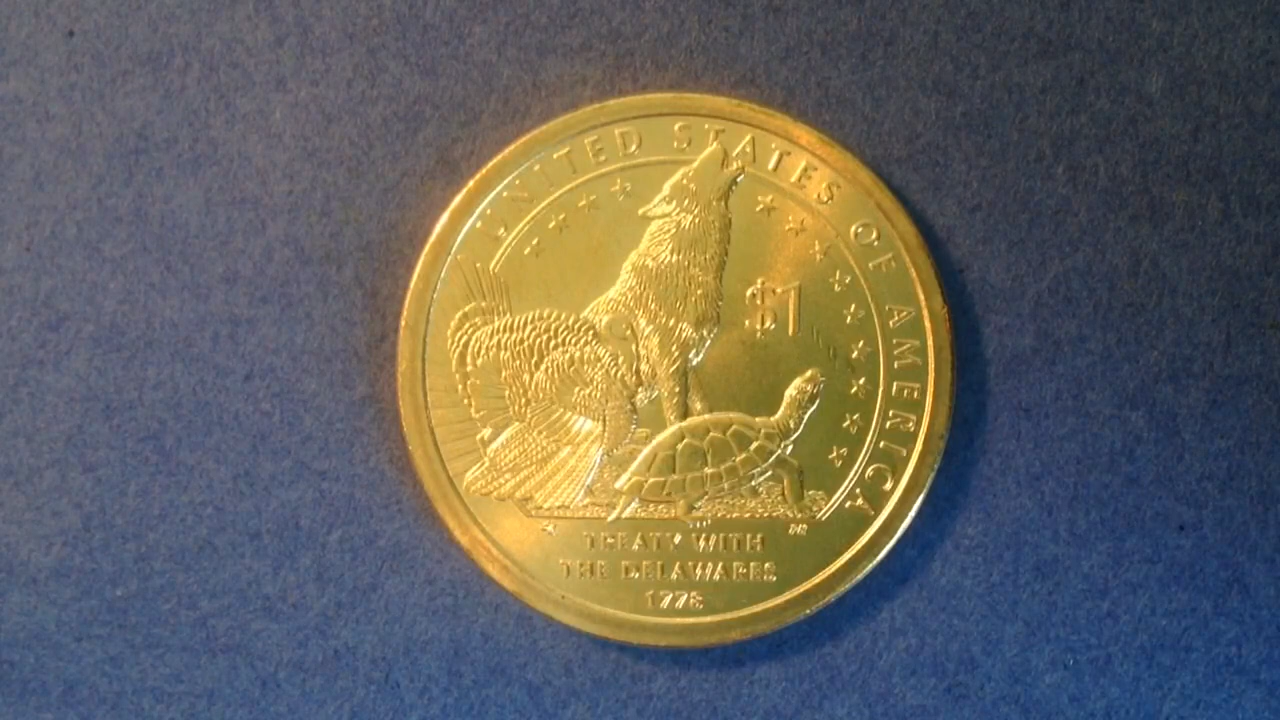 UNITED STATES OF AMERICA
$1
TREATY WITH
THE DELAWARES
1778